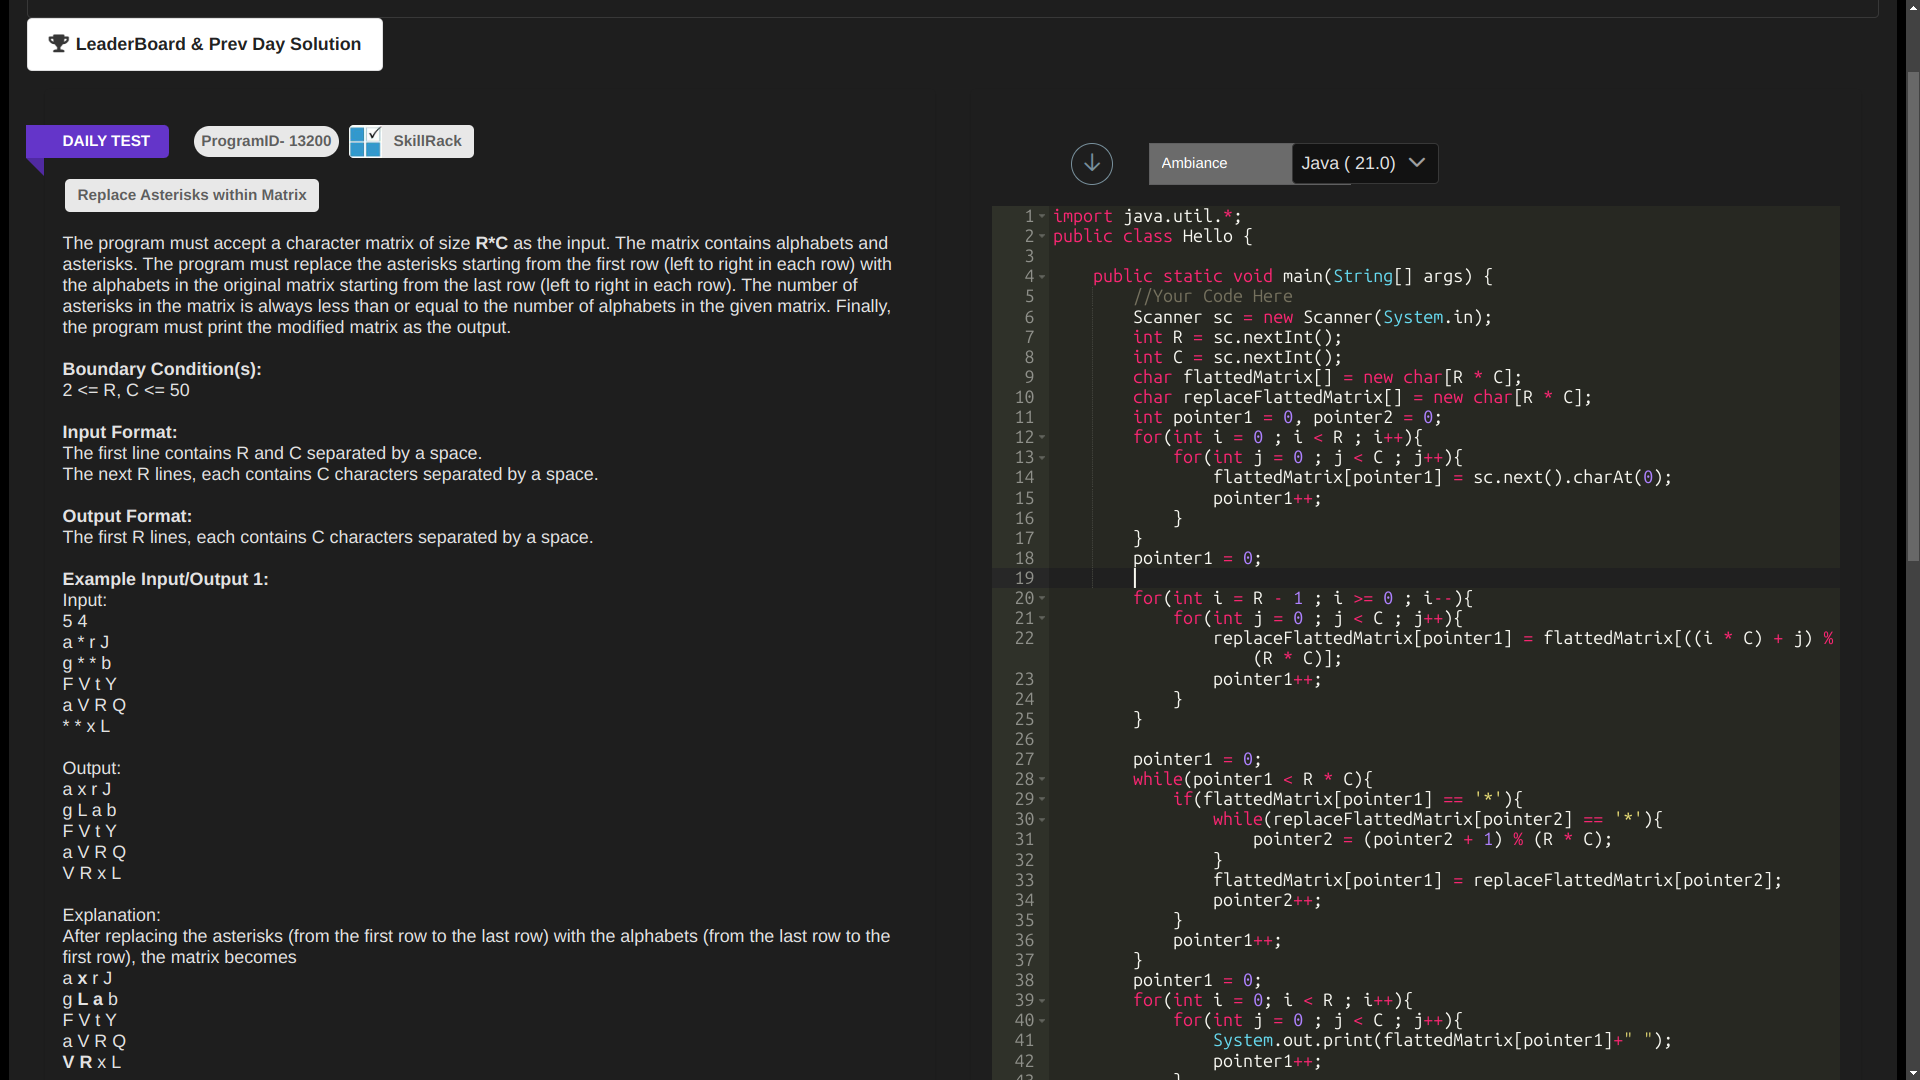 LeaderBoard & Prev Day Solution
DAILY TEST
ProgramID- 13200
SkillRack
Replace Asterisks within Matrix
The program must accept a character matrix of size R*C as the input. The matrix contains alphabets and
asterisks. The program must replace the asterisks starting from the first row (left to right in each row) with
the alphabets in the original matrix starting from the last row (left to right in each row). The number of
asterisks in the matrix is always less than or equal to the number of alphabets in the given matrix. Finally,
the program must print the modified matrix as the output.
Boundary Condition(s):
2 <= R, C <= 50
Input Format:
The first line contains R and C separated by a space.
The next R lines, each contains C characters separated by a space.
Output Format:
The first R lines, each contains C characters separated by a space.
Example Input/Output 1:
Input:
5 4
a * r J
g * * b
F V t Y
a V R Q
* * x L
Output:
a x r J
g L a b
F V t Y
a V R Q
V R x L
Explanation:
After replacing the asterisks (from the first row to the last row) with the alphabets (from the last row to the
first row), the matrix becomes
a x r J
g L a b
F V t Y
a V R Q
V R x L
Ambiance
Java ( 21.0)
1 import java.util.*;
2 public class Hello {
3
4     public static void main(String[] args) {
5         //Your Code Here
6         Scanner sc = new Scanner(System.in);
7         int R = sc.nextInt();
8         int C = sc.nextInt();
9         char flattedMatrix[] = new char[R * C];
10         char replaceFlattedMatrix[] = new char[R * C];
11         int pointer1 = 0, pointer2 = 0;
12         for(int i = 0 ; i < R ; i++){
13             for(int j = 0 ; j < C ; j++){
14                 flattedMatrix[pointer1] = sc.next().charAt(0);
15                 pointer1++;
16             }
17         }
18         pointer1 = 0;
19
20         for(int i = R - 1 ; i >= 0 ; i--){
21             for(int j = 0 ; j < C ; j++){
22                 replaceFlattedMatrix[pointer1] = flattedMatrix[((i * C) + j) %
(R * C)];
23                 pointer1++;
24             }
25         }
26
27         pointer1 = 0;
28         while(pointer1 < R * C){
29             if(flattedMatrix[pointer1] == '*'){
30                 while(replaceFlattedMatrix[pointer2] == '*'){
31                     pointer2 = (pointer2 + 1) % (R * C);
32                 }
33                 flattedMatrix[pointer1] = replaceFlattedMatrix[pointer2];
34                 pointer2++;
35             }
36             pointer1++;
37         }
38         pointer1 = 0;
39         for(int i = 0; i < R ; i++){
40             for(int j = 0 ; j < C ; j++){
41                 System.out.print(flattedMatrix[pointer1]+" ");
42                 pointer1++;